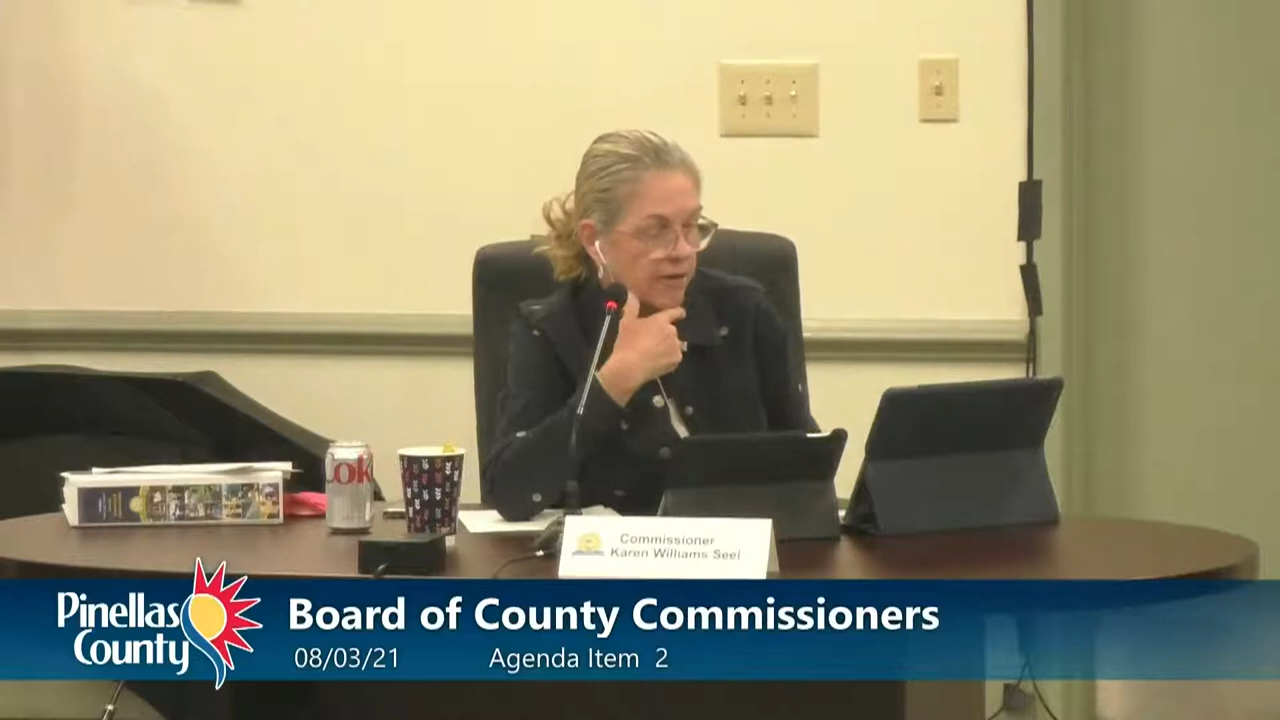 Coke
Commissioner
Karen Williams Seel
Pinellas
County
Board of County Commissioners
08/03/21 Agenda Item 2